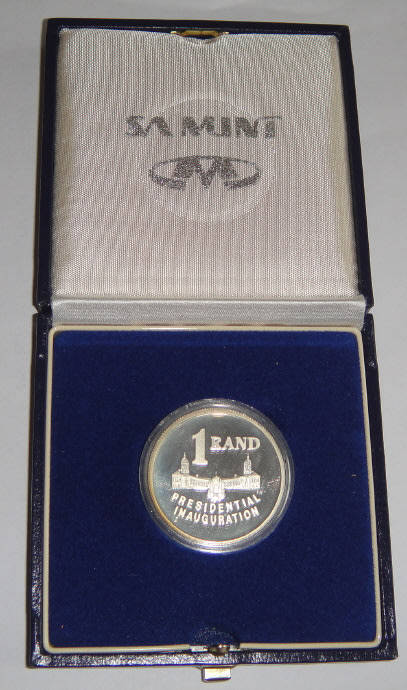 SA MINT
1 RAND
PRESIDENTIAL
INAUGURATION